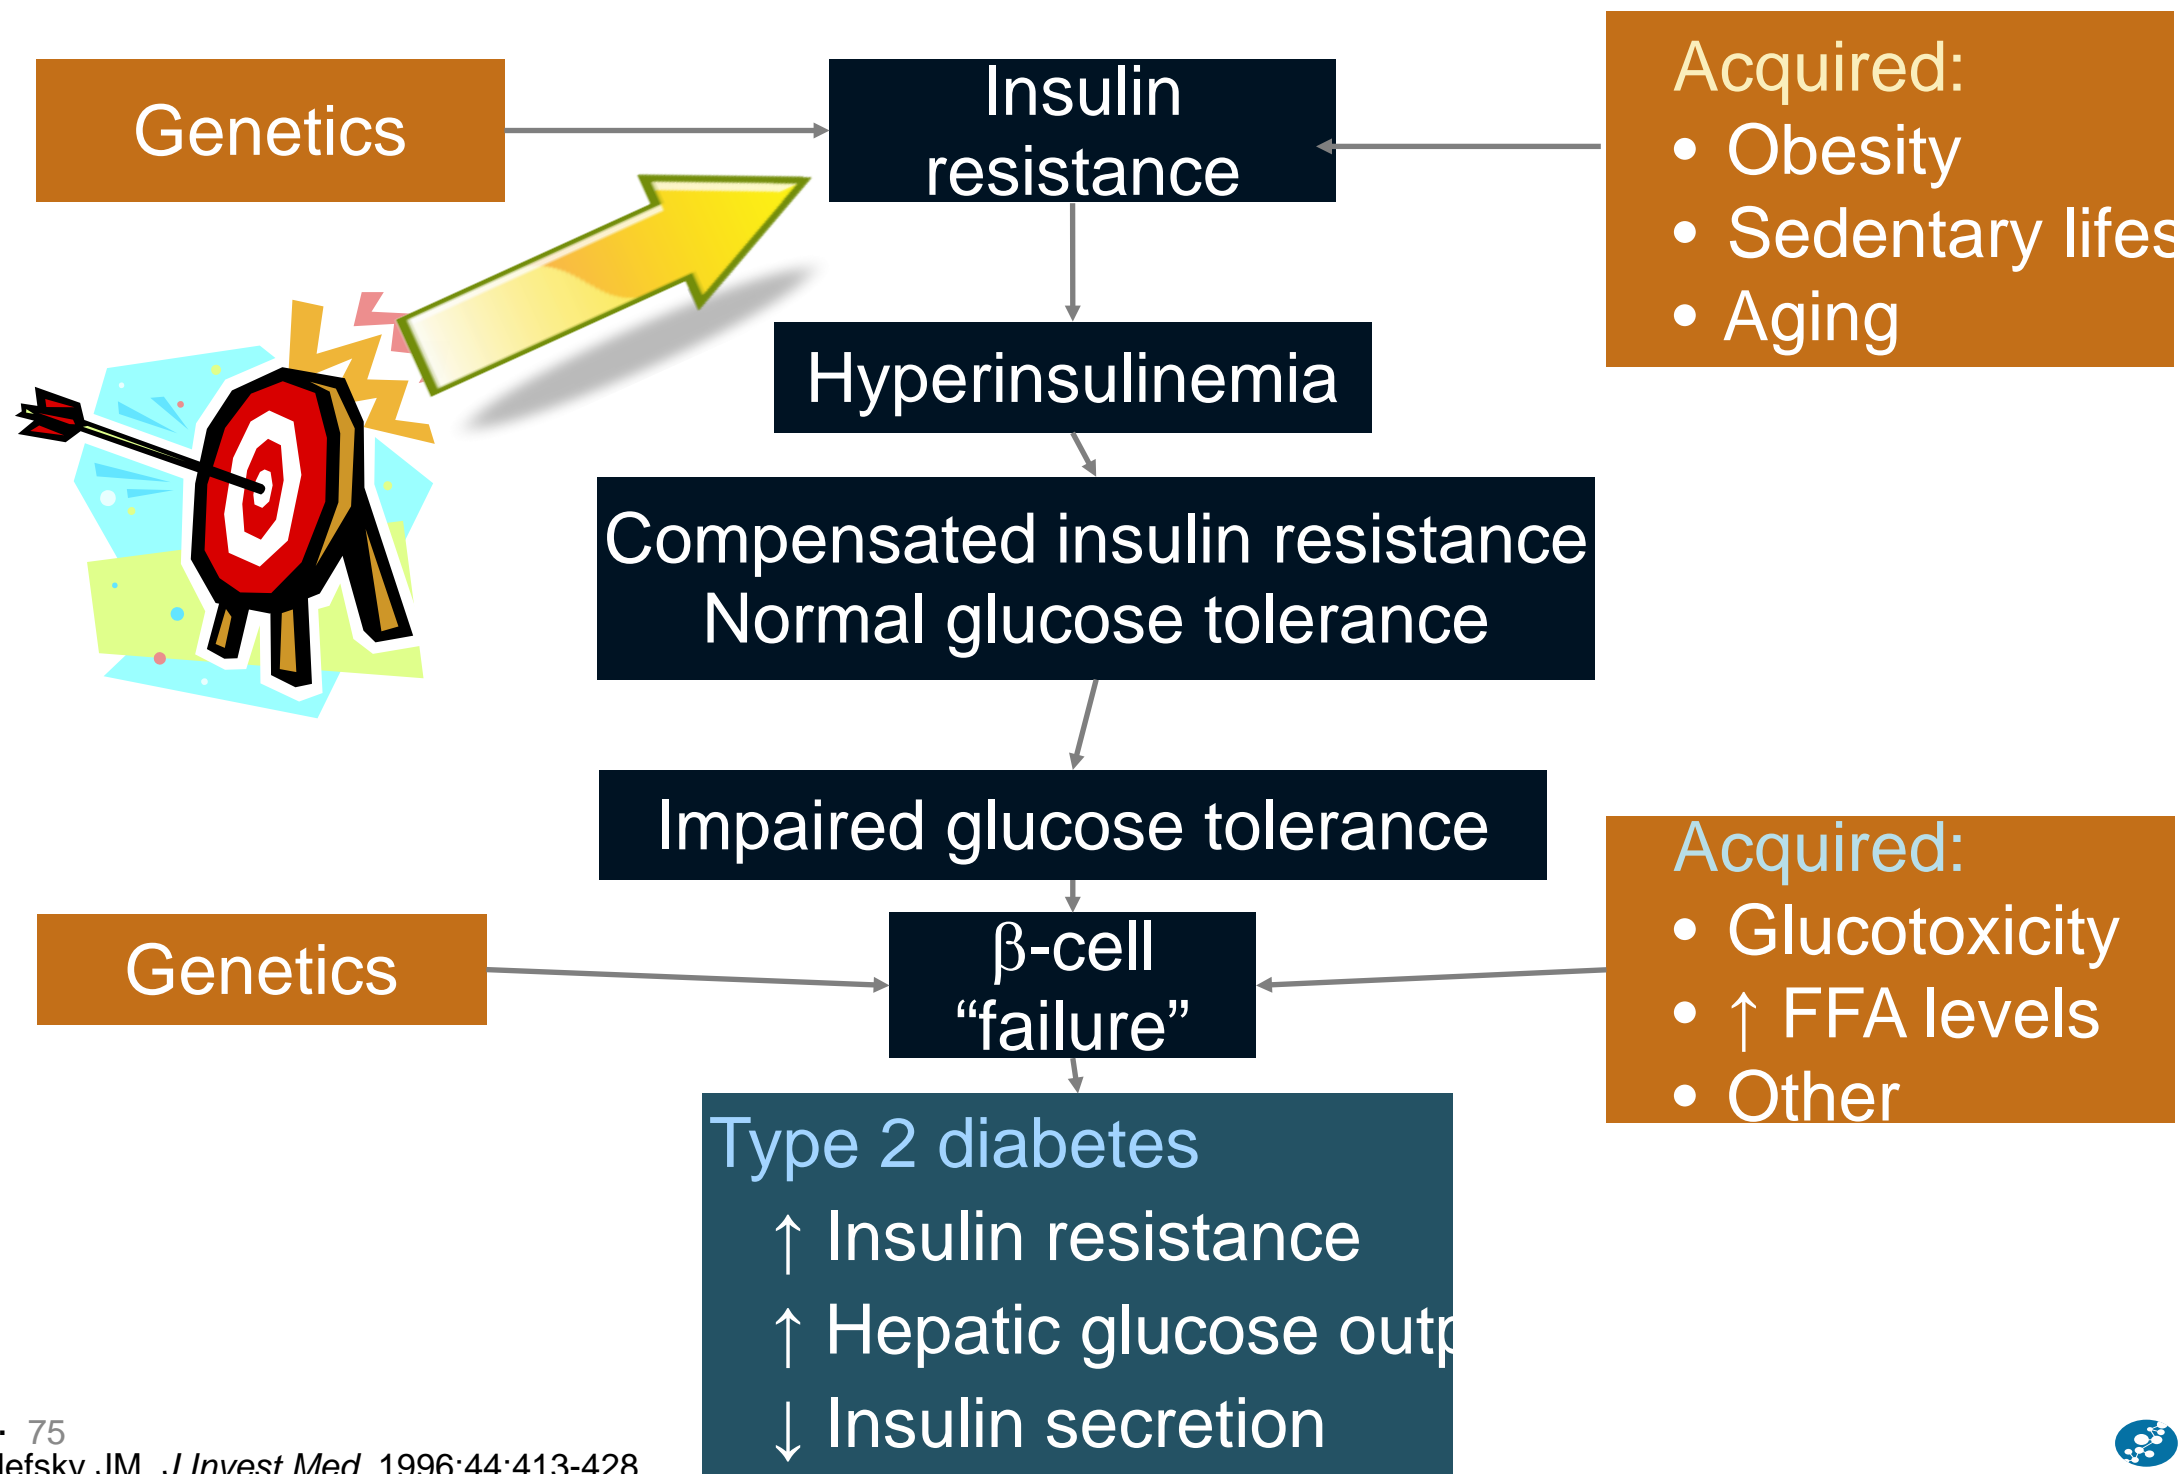 Genetics
Insulin
resistance
Acquired:
• Obesity
• Sedentary lifes
• Aging
Hyperinsulinemia
Compensated insulin resistance
Normal glucose tolerance
Impaired glucose tolerance
Genetics
β-cell
“failure”
Acquired:
• Glucotoxicity
• ↑ FFA levels
• Other
Type 2 diabetes
↑ Insulin resistance
↑ Hepatic glucose outp
↓ Insulin secretion
75
lefsky JM. J Invest Med. 1996;44:413-428